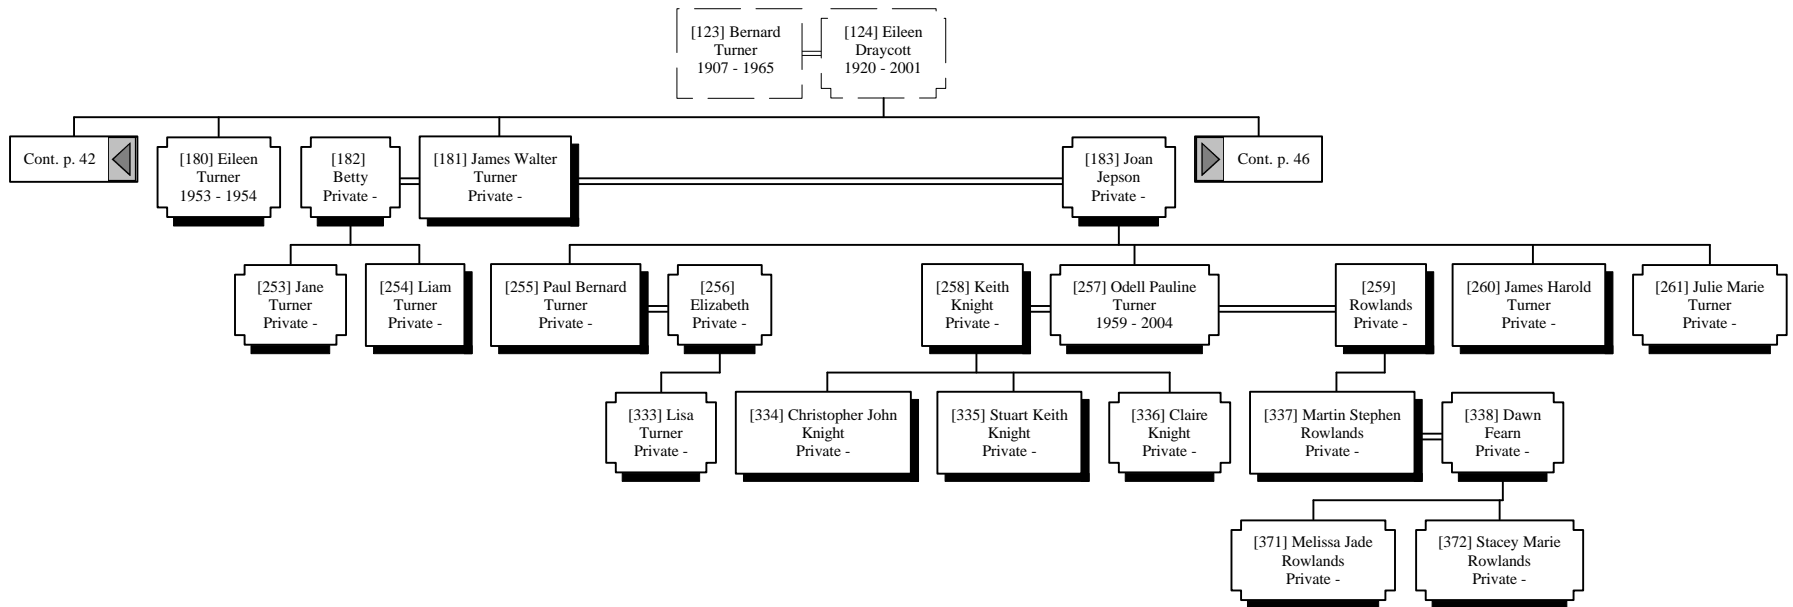 [123] Bernard
Turner
1907 - 1965
[124] Eileen
Draycott
1920 - 2001
Cont. p. 42
[180] Eileen
Turner
1953 - 1954
[182]
Betty
Private -
[181] James Walter
Turner
Private -
[183] Joan
Jepson
Private -
Cont. p. 46
[253] Jane
Turner
Private -
[254] Liam
Turner
Private -
[255] Paul Bernard
Turner
Private -
[256]
Elizabeth
Private -
[258] Keith
Knight
Private -
[257] Odell Pauline
Turner
1959 - 2004
[259]
Rowlands
Private -
[260] James Harold
Turner
Private -
[261] Julie Marie
Turner
Private -
[333] Lisa
Turner
Private -
[334] Christopher John
Knight
Private -
[335] Stuart Keith
Knight
Private -
[336] Claire
Knight
Private -
[337] Martin Stephen
Rowlands
Private -
[338] Dawn
Fearn
Private -
[371] Melissa Jade
Rowlands
Private -
[372] Stacey Marie
Rowlands
Private -